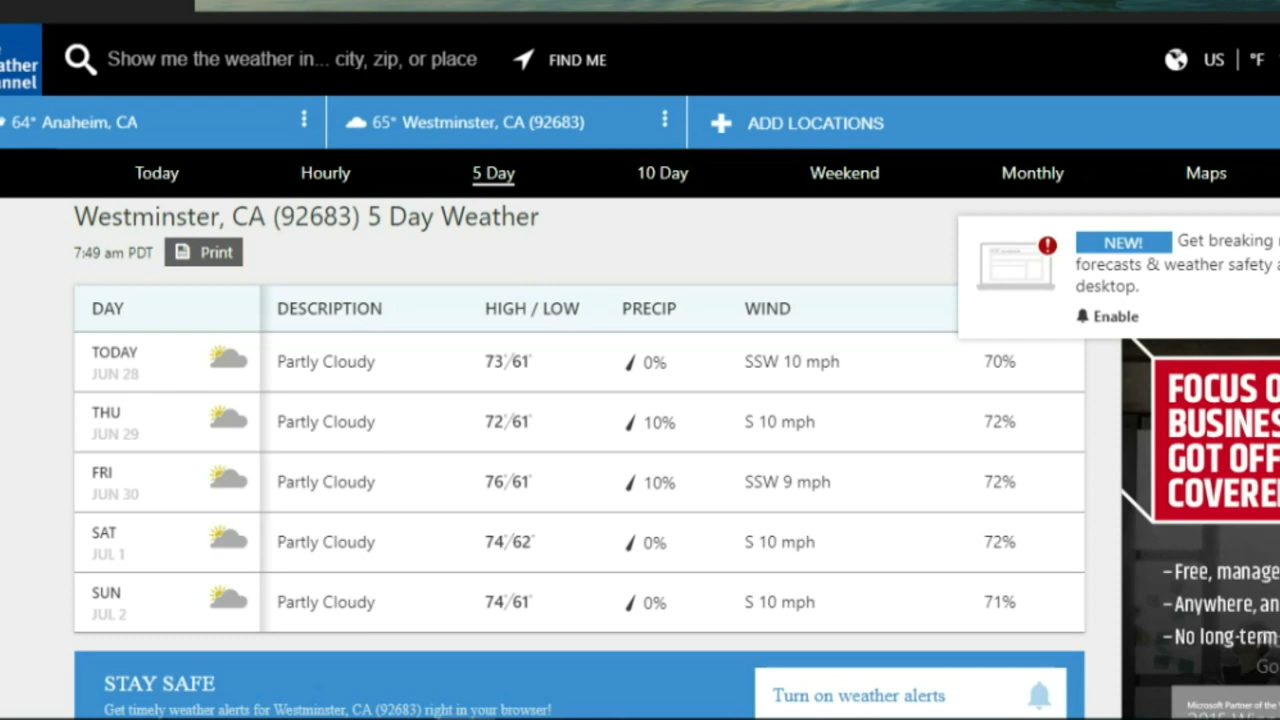 ather
nnel
Show me the weather in... city, zip, or place
FIND ME
US | °F
64° Anaheim, CA
65° Westminster, CA (92683)
ADD LOCATIONS
Today Hourly 5 Day 10 Day Weekend Monthly Maps
Westminster, CA (92683) 5 Day Weather
7:49 am PDT Print
NEW! Get breaking
forecasts & weather safety a
desktop.
Enable
DAY DESCRIPTION HIGH / LOW PRECIP WIND
TODAY
JUN 28
Partly Cloudy 73°/61° 0% SSW 10 mph 70%
THU
JUN 29
Partly Cloudy 72°/61° 10% S 10 mph 72%
FRI
JUN 30
Partly Cloudy 76°/61° 10% SSW 9 mph 72%
SAT
JUL 1
Partly Cloudy 74°/62° 0% S 10 mph 72%
SUN
JUL 2
Partly Cloudy 74°/61° 0% S 10 mph 71%
FOCUS O
BUSINES
GOT OFF
COVERE
–Free, manage
–Anywhere, an
–No long-term
Go
Microsoft Partner of the
STAY SAFE
Get timely weather alerts for Westminster, CA (92683) right in your browser!
Turn on weather alerts